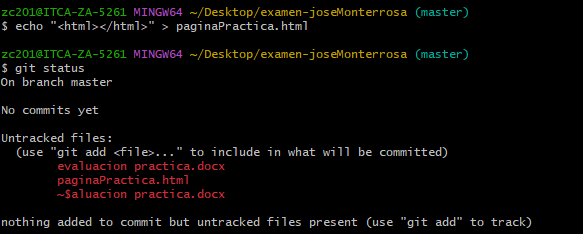 zc201@ITCA-ZA-5261 MINGW64 ~/Desktop/examen-joseMonterrosa (master)
$ echo "<html></html>" > paginaPractica.html
zc201@ITCA-ZA-5261 MINGW64 ~/Desktop/examen-joseMonterrosa (master)
$ git status
On branch master
No commits yet
Untracked files:
(use "git add <file>..." to include in what will be committed)
evaluacion practica.docx
paginaPractica.html
~$aluacion practica.docx
nothing added to commit but untracked files present (use "git add" to track)